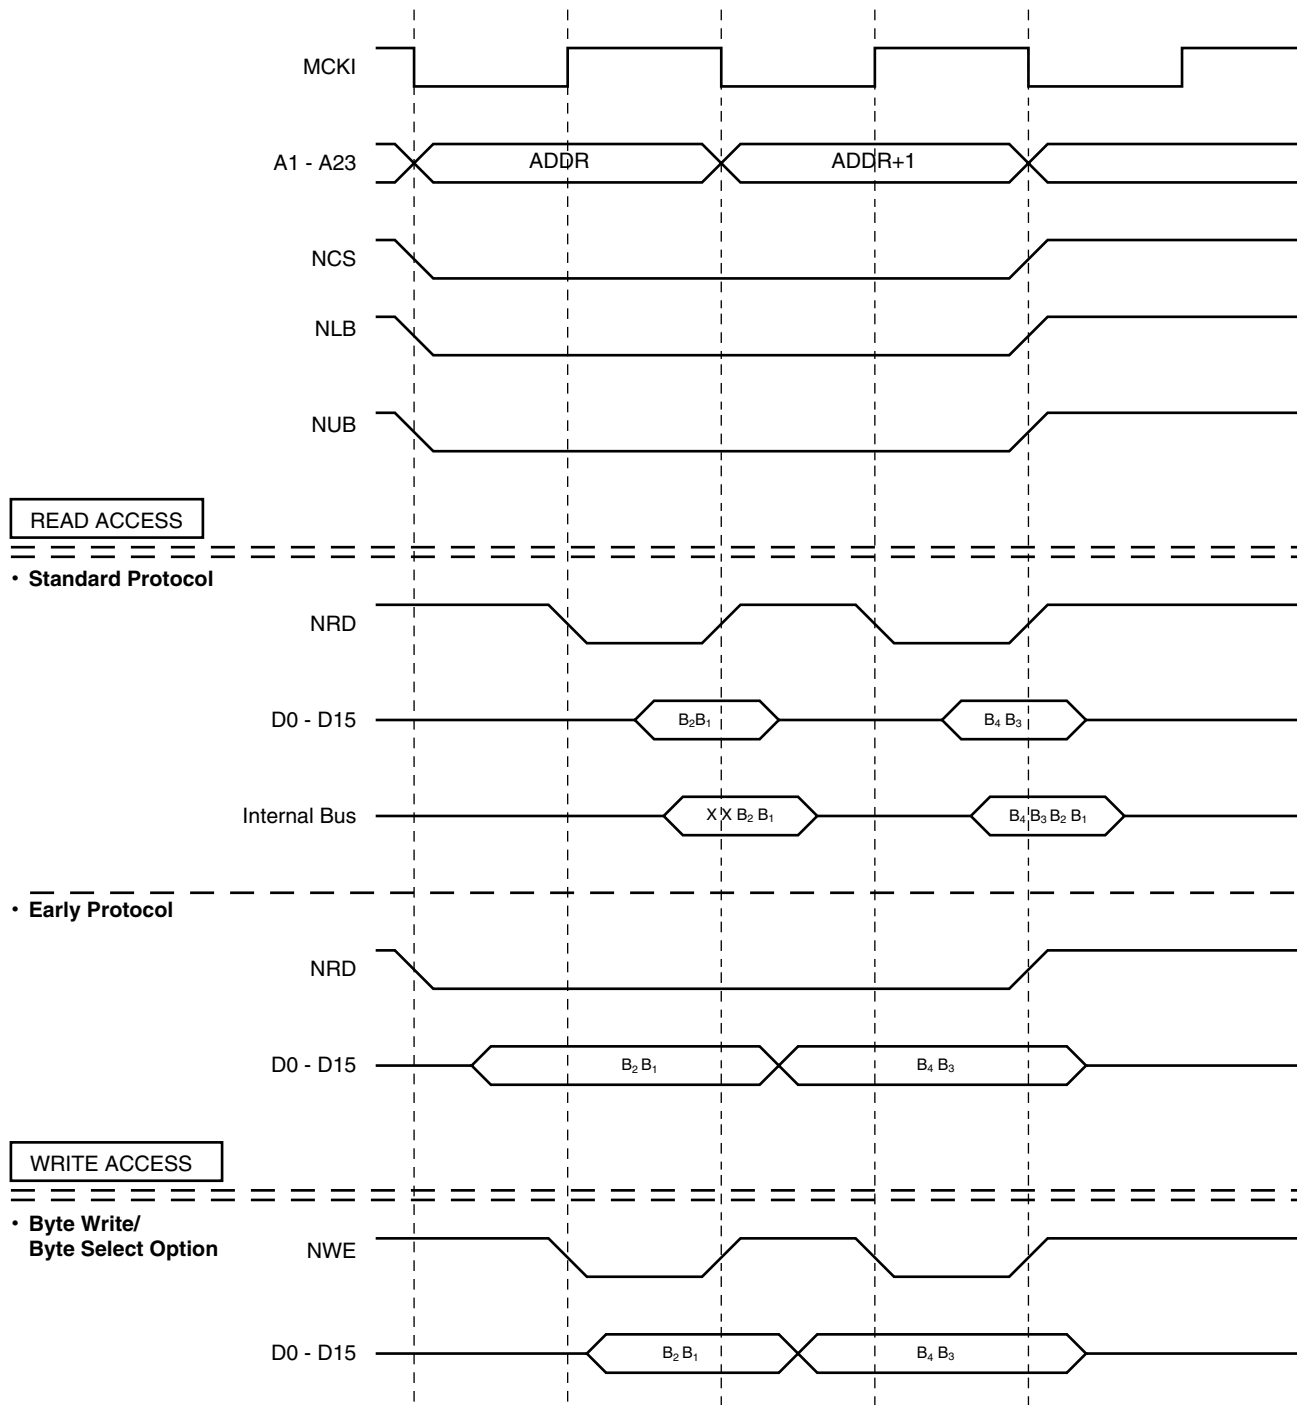 MCKI
A1 - A23 ADDR ADDR+1
NCS
NLB
NUB
READ ACCESS
• Standard Protocol
NRD
D0 - D15 B₂B₁ B₄ B₃
Internal Bus X X B₂ B₁ B₄ B₃ B₂ B₁
• Early Protocol
NRD
D0 - D15 B₂ B₁ B₄ B₃
WRITE ACCESS
• Byte Write/
Byte Select Option NWE
D0 - D15 B₂ B₁ B₄ B₃